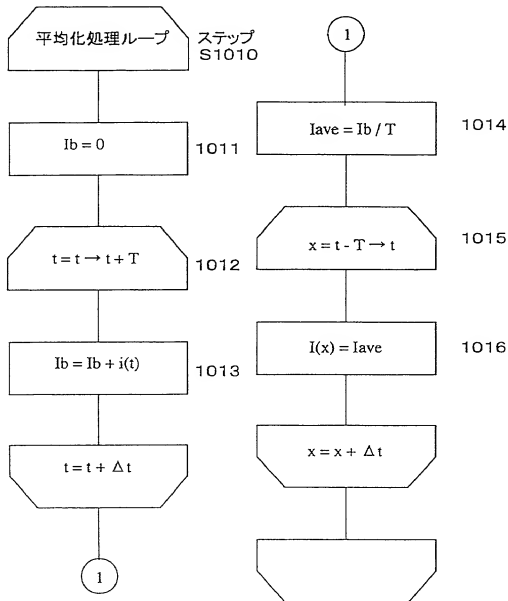 平均化処理ループ
ステップ
S1010
Ib = 0
1011
t = t → t + T
1012
Ib = Ib + i(t)
1013
t = t + Δt
1
1
Iave = Ib / T
1014
x = t - T → t
1015
I(x) = Iave
1016
x = x + Δt